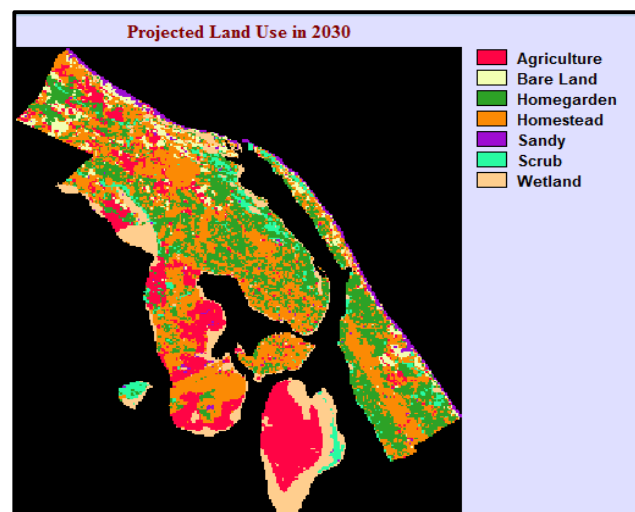 Projected Land Use in 2030
Agriculture
Bare Land
Homegarden
Homestead
Sandy
Scrub
Wetland